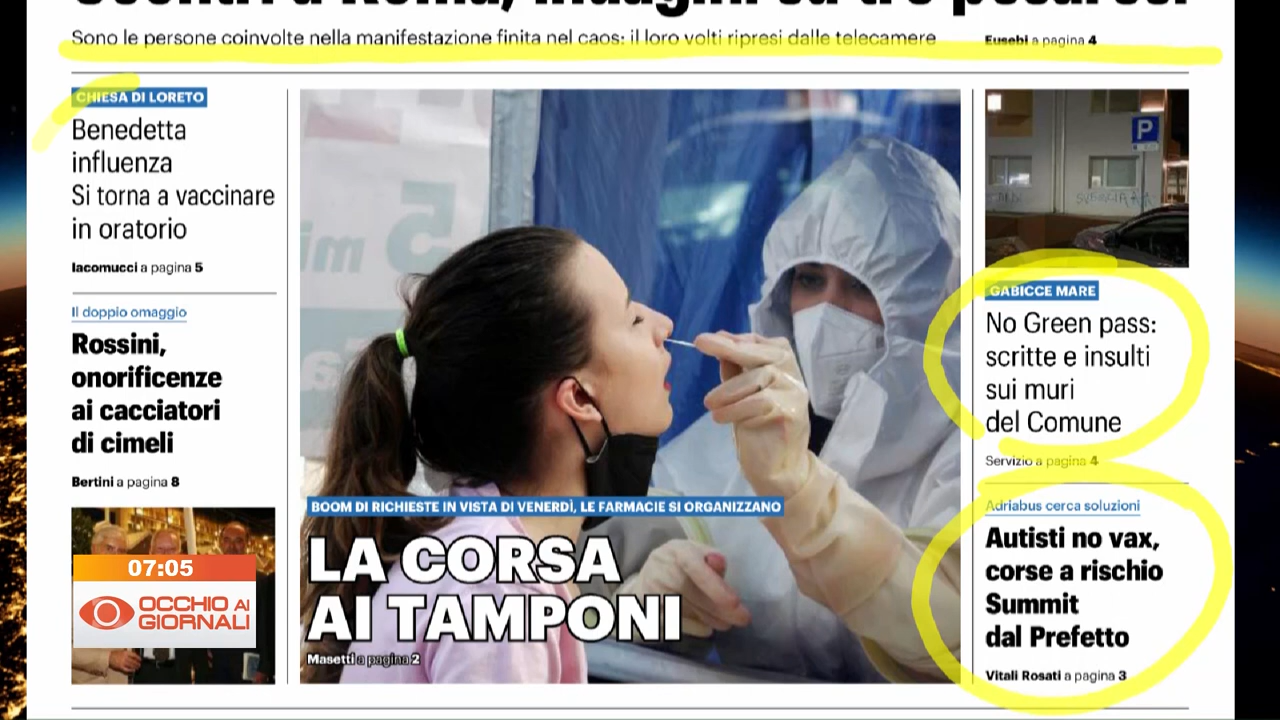 Sono le persone coinvolte nella manifestazione finita nel caos: il loro volti ripresi dalle telecamere
Eusebi a pagina 4
CHIESA DI LORETO
Benedetta
influenza
Si torna a vaccinare
in oratorio
Iacomucci a pagina 5
Il doppio omaggio
Rossini,
onorificenze
ai cacciatori
di cimeli
Bertini a pagina 8
07:05
OCCHIO AI
GIORNALI
5
BOOM DI RICHIESTE IN VISTA DI VENERDÌ, LE FARMACIE SI ORGANIZZANO
LA CORSA
AI TAMPONI
Masetti a pagina 2
P
GABICCE MARE
No Green pass:
scritte e insulti
sui muri
del Comune
Servizio a pagina 4
Adriabus cerca soluzioni
Autisti no vax,
corse a rischio
Summit
dal Prefetto
Vitali Rosati a pagina 3